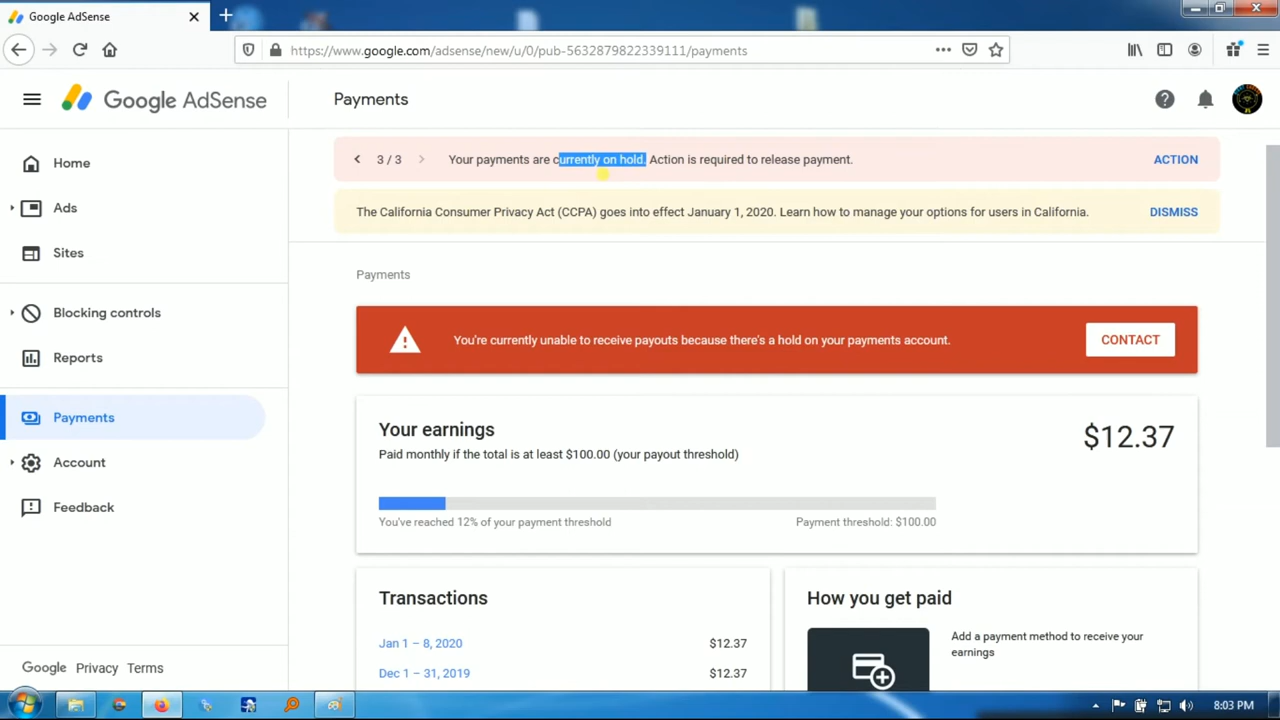 Google AdSense
https://www.google.com/adsense/new/u/0/pub-5632879822339111/payments
Google AdSense
Payments
Home
Ads
Sites
Blocking controls
Reports
Payments
Account
Feedback
Google Privacy Terms
3 / 3 Your payments are currently on hold. Action is required to release payment. ACTION
The California Consumer Privacy Act (CCPA) goes into effect January 1, 2020. Learn how to manage your options for users in California. DISMISS
Payments
You're currently unable to receive payouts because there's a hold on your payments account. CONTACT
Your earnings
$12.37
Paid monthly if the total is at least $100.00 (your payout threshold)
You've reached 12% of your payment threshold
Payment threshold: $100.00
Transactions
Jan 1 – 8, 2020 $12.37
Dec 1 – 31, 2019 $12.37
How you get paid
Add a payment method to receive your
earnings
8:03 PM